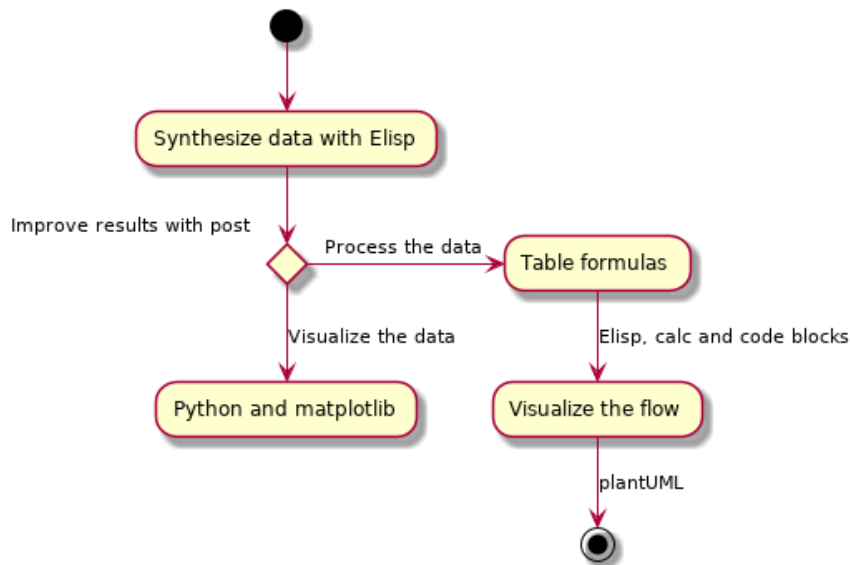 Synthesize data with Elisp
Improve results with post
Process the data
Table formulas
Visualize the data
Elisp, calc and code blocks
Python and matplotlib
Visualize the flow
plantUML